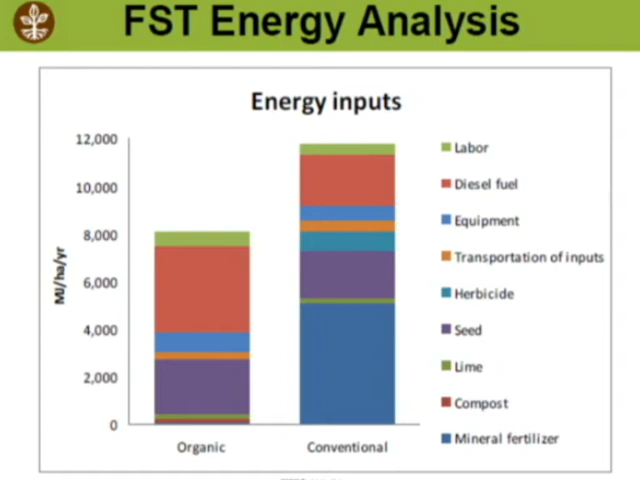 FST Energy Analysis
Energy inputs
12,000
10,000
8,000
6,000
4,000
2,000
0
MJ/ha/yr
Organic
Conventional
Labor
Diesel fuel
Equipment
Transportation of inputs
Herbicide
Seed
Lime
Compost
Mineral fertilizer